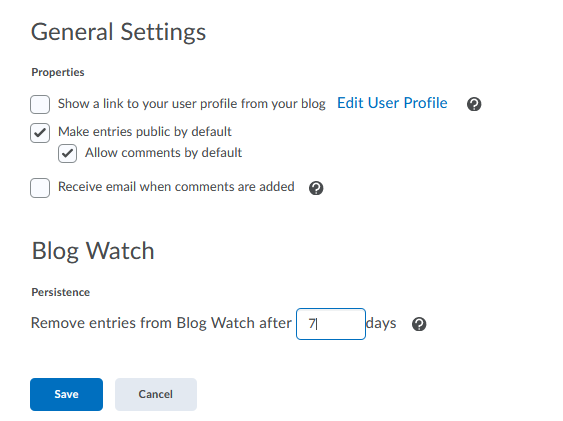 General Settings
Properties
Show a link to your user profile from your blog Edit User Profile ?
Make entries public by default
Allow comments by default
Receive email when comments are added ?
Blog Watch
Persistence
Remove entries from Blog Watch after 7 days ?
Save Cancel